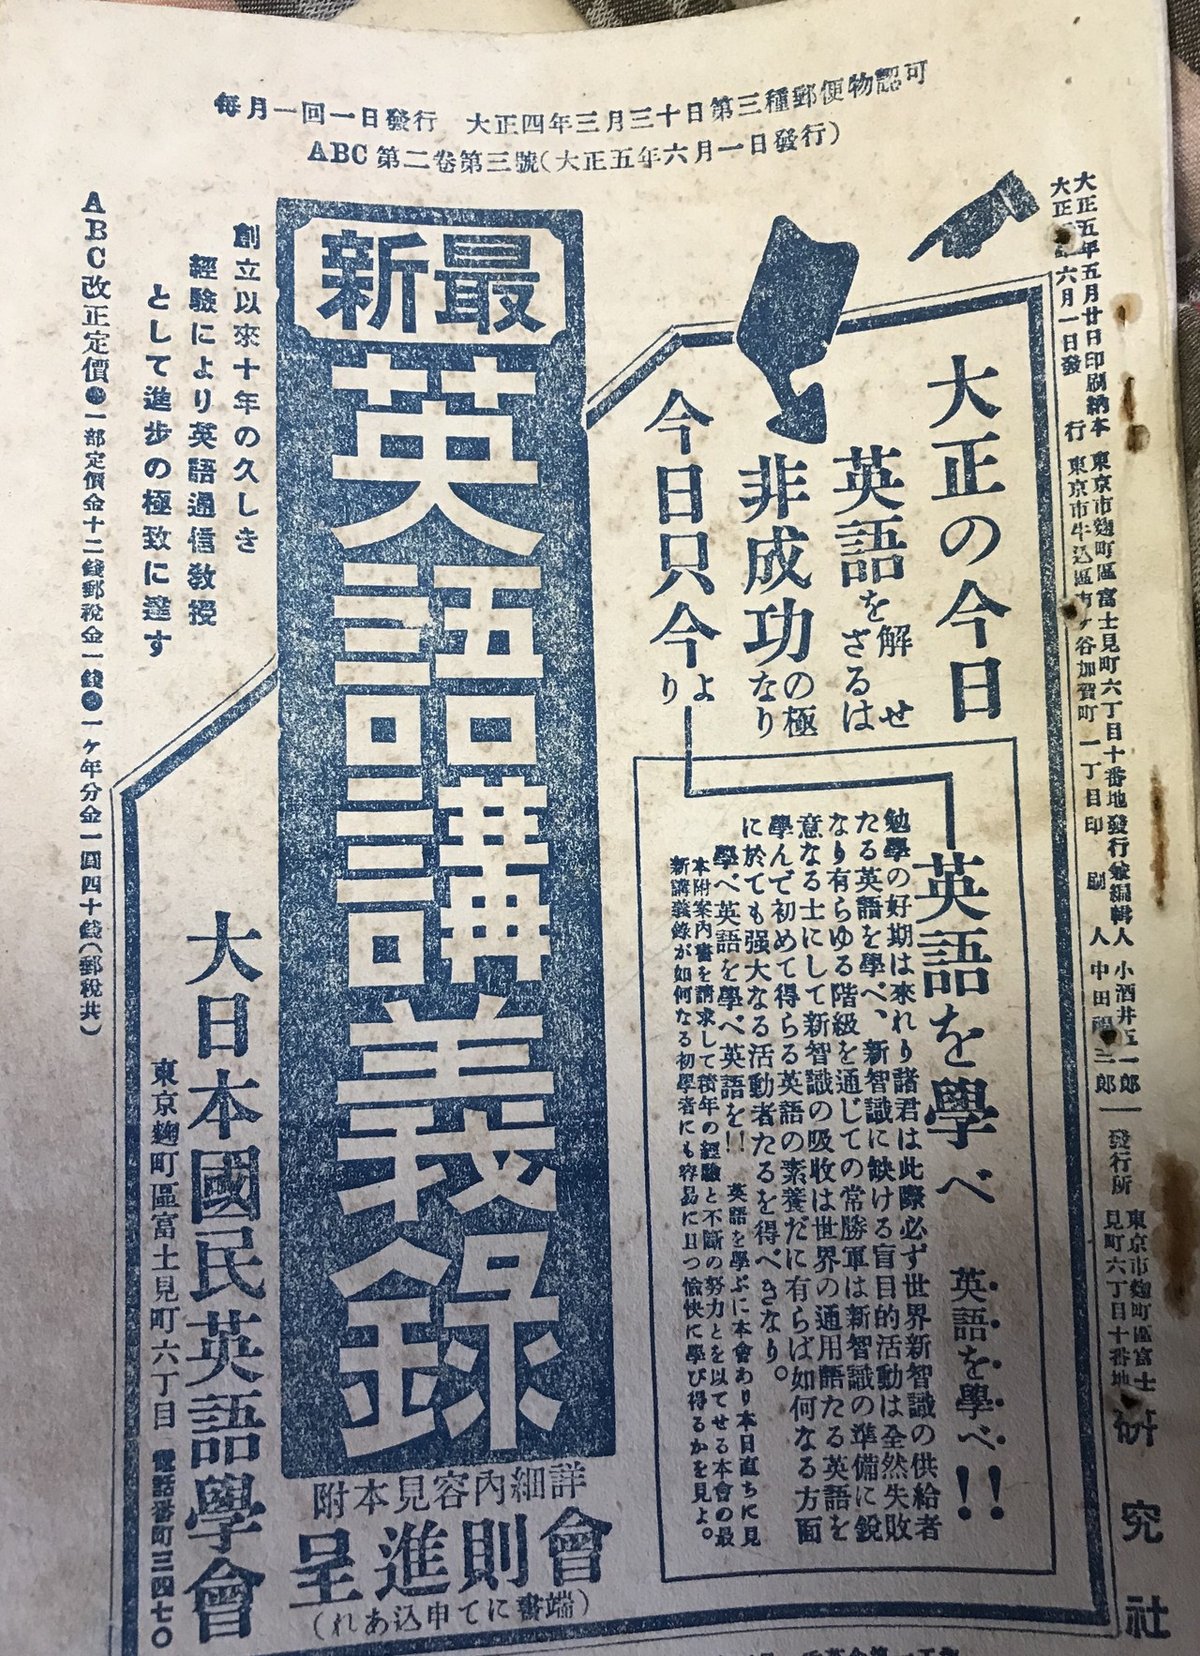 毎月一回一日發行　大正四年三月三十日第三種郵便物認可
ABC第二卷第三號(大正五年六月一日發行)
大正五年五月廿日印刷納本
六月一日發行
東京市麴町區富士見町六丁目十番地發行兼編輯人 小酒井五一郎
東京市牛込區市ヶ谷加賀町一丁目印刷人 中田福三郎
發行所
東京市麴町區富士
見町六丁目十番地
研究社
大正の今日
英語を解せ
ざるは
非成功の極
なり
今日只今より
英語を學べ 英語を學べ!!
勉學の好期は來れり諸君は此際必ず世界新智識の供給者
たる英語を學べ、新智識に缺ける盲目的活動は全然失敗
なり有らゆる階級を通じての常勝軍は新智識の準備に鋭
意なる士にして新智識の吸收は世界の通用語たる英語を
學んで初めて得らる英語の素養だに有らば如何なる方面
に於ても强大なる活動者たるを得べきなり。
學べ英語を學べ英語を!! 英語を學ぶに本會あり本日直ちに見
本附案內書を請求して積年の經驗と不斷の努力とを以てせる本會の最
新講義錄が如何なる初學者にも容易に且つ愉快に學び得るかを見よ。
最新
英語講義錄
詳細內容見本附
會則進呈
(端書にて申込あれ)
創立以來十年の久しき
經驗により英語通信敎授
として進步の極致に達す
大日本國民英語學會
東京麴町區富士見町六丁目 電話番町三四七〇
ABC改正定價●一部定價金十二錢郵稅金一錢●一ヶ年分金一圓四十錢(郵稅共)